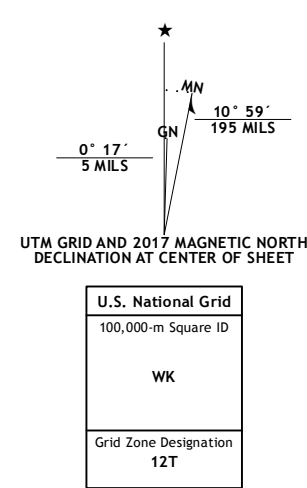 ★
MN
GN
10° 59´
195 MILS
0° 17´
5 MILS
UTM GRID AND 2017 MAGNETIC NORTH
DECLINATION AT CENTER OF SHEET
U.S. National Grid
100,000-m Square ID
WK
Grid Zone Designation
12T